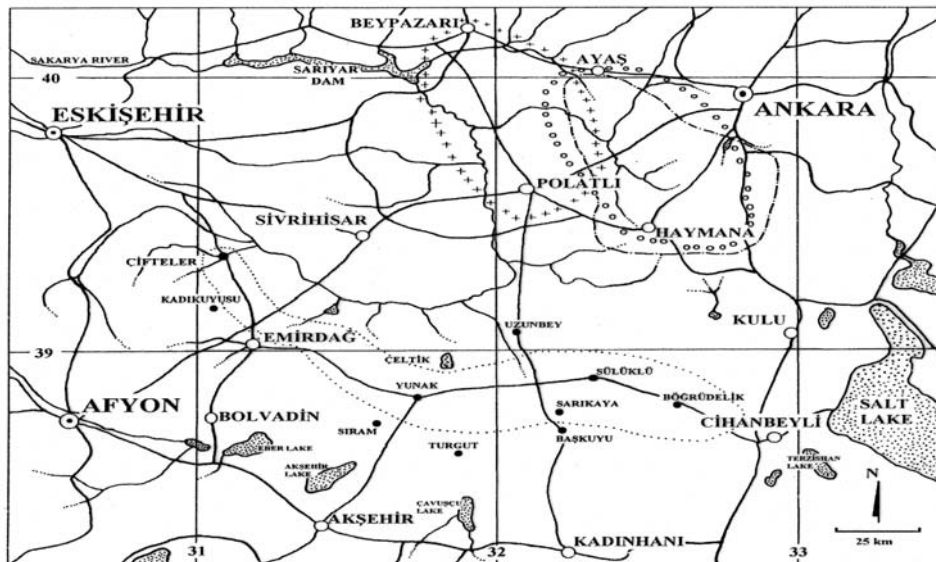 BEYPAZARI
SAKARYA RIVER
SARIYAR
DAM
AYAŞ
40
ANKARA
ESKİŞEHİR
POLATLI
SİVRİHİSAR
HAYMANA
ÇİFTELER
KADIKUYUSU
UZUNBEY
KULU
EMİRDAĞ
39
ÇELTİK
SÜLÜKLÜ
YUNAK
BÖĞRÜDELİK
SALT
LAKE
AFYON
BOLVADİN
SARIKAYA
SIRAM
BAŞKUYU
CİHANBEYLİ
EBER LAKE
TURGUT
TERZİSHAN
LAKE
AKŞEHİR
LAKE
N
ÇAVUŞCU
LAKE
AKŞEHİR
31
32
KADINHANI
33
25 km